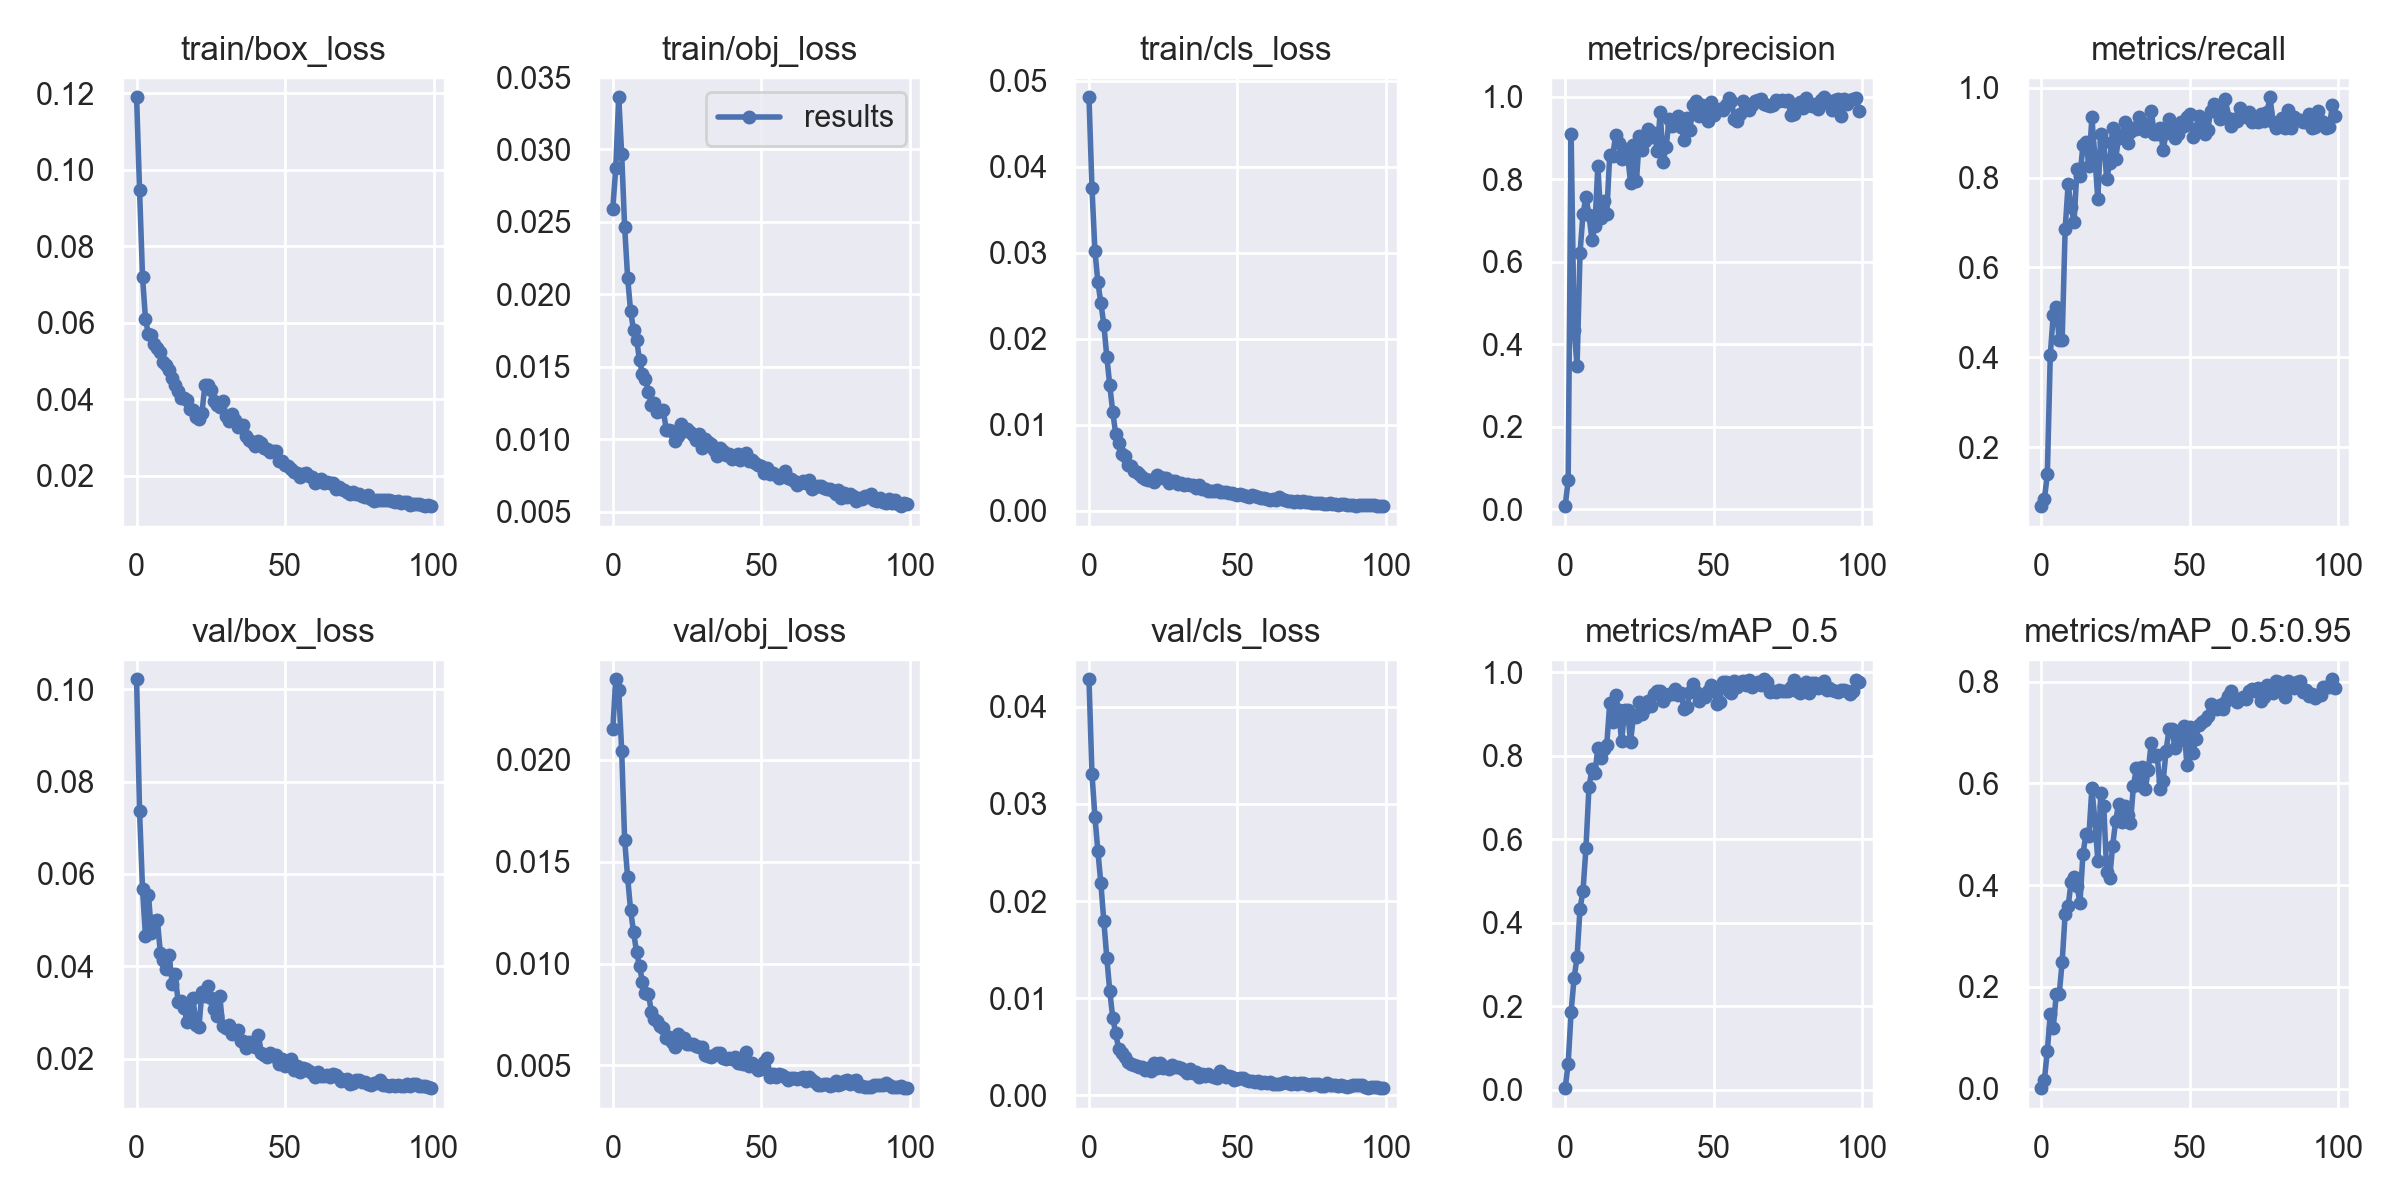 train/box_loss
0.12
0.10
0.08
0.06
0.04
0.02
0 50 100
train/obj_loss
results
0.035
0.030
0.025
0.020
0.015
0.010
0.005
0 50 100
train/cls_loss
0.05
0.04
0.03
0.02
0.01
0.00
0 50 100
metrics/precision
1.0
0.8
0.6
0.4
0.2
0.0
0 50 100
metrics/recall
1.0
0.8
0.6
0.4
0.2
0 50 100
val/box_loss
0.10
0.08
0.06
0.04
0.02
0 50 100
val/obj_loss
0.020
0.015
0.010
0.005
0 50 100
val/cls_loss
0.04
0.03
0.02
0.01
0.00
0 50 100
metrics/mAP_0.5
1.0
0.8
0.6
0.4
0.2
0.0
0 50 100
metrics/mAP_0.5:0.95
0.8
0.6
0.4
0.2
0.0
0 50 100